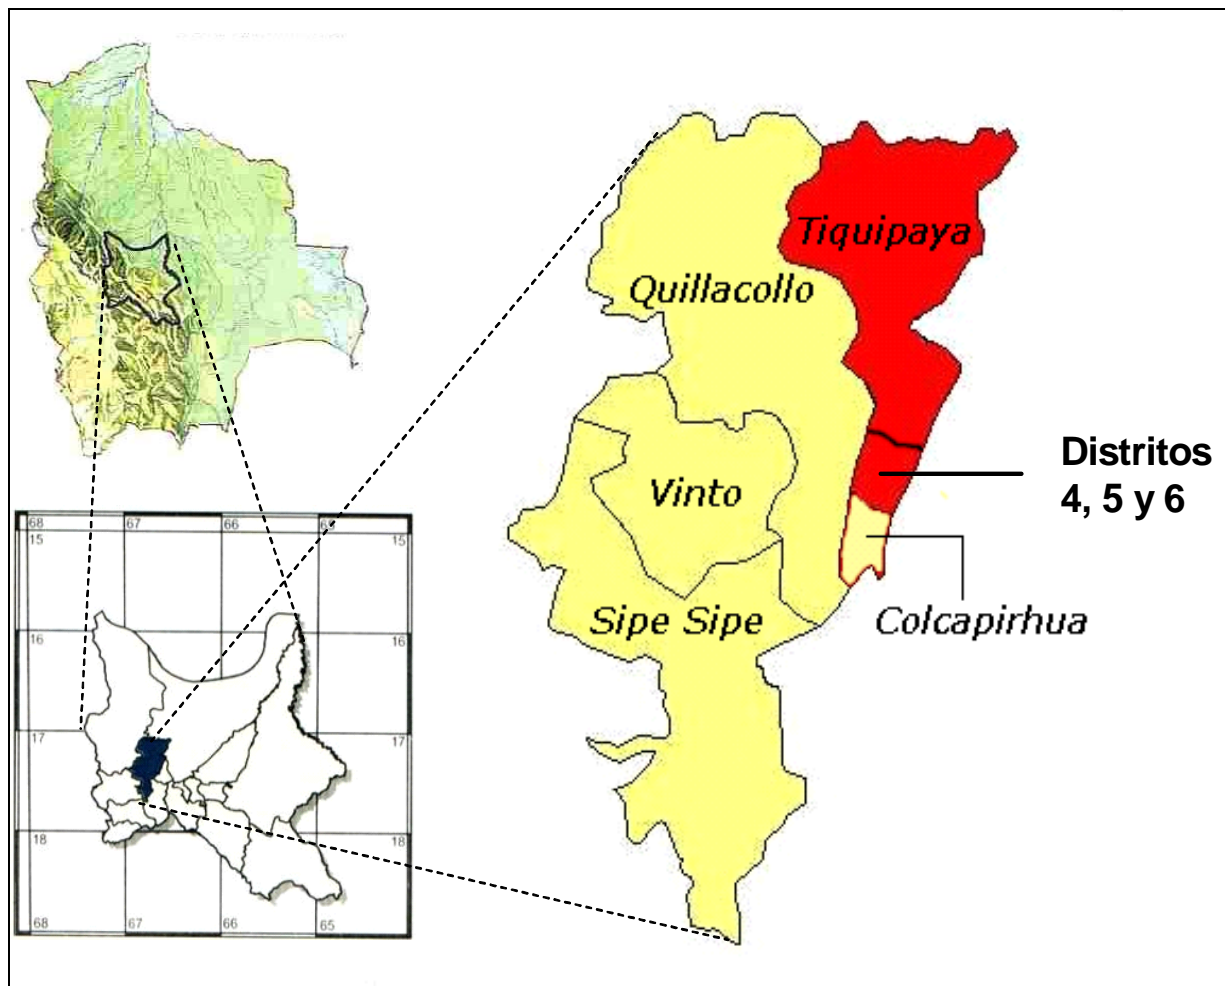 Tiquipaya
Quillacollo
Distritos
4, 5 y 6
Vinto
Sipe Sipe
Colcapirhua
68 67 66 65
15 15
16 16
17 17
18 18
68 67 66 65